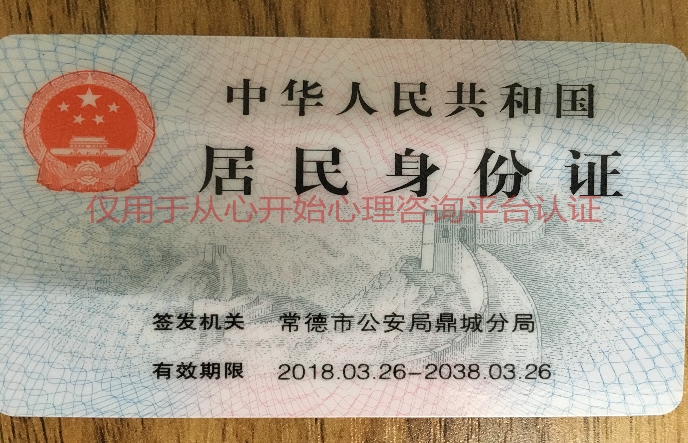 中华人民共和国
居民身份证
仅用于从心开始心理咨询平台认证
签发机关 常德市公安局鼎城分局
有效期限 2018.03.26-2038.03.26